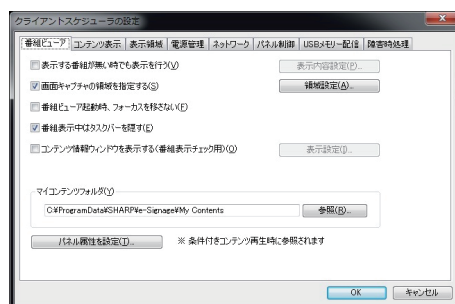 クライアントスケジューラの設定
番組ビューア コンテンツ表示 表示領域 電源管理 ネットワーク パネル制御 USBメモリー配信 障害時処理
表示する番組が無い時でも表示を行う(V) 表示内容設定(P)...
画面キャプチャの領域を指定する(S) 領域設定(A)...
番組ビューア起動時、フォーカスを移さない(F)
番組表示中はタスクバーを隠す(E)
コンテンツ情報ウィンドウを表示する(番組表示チェック用)(O) 表示設定(I)...
マイコンテンツフォルダ(Y)
C:¥ProgramData¥SHARP¥e-Signage¥My Contents 参照(R)...
パネル属性を設定(T)... ※ 条件付きコンテンツ再生時に参照されます
OK キャンセル